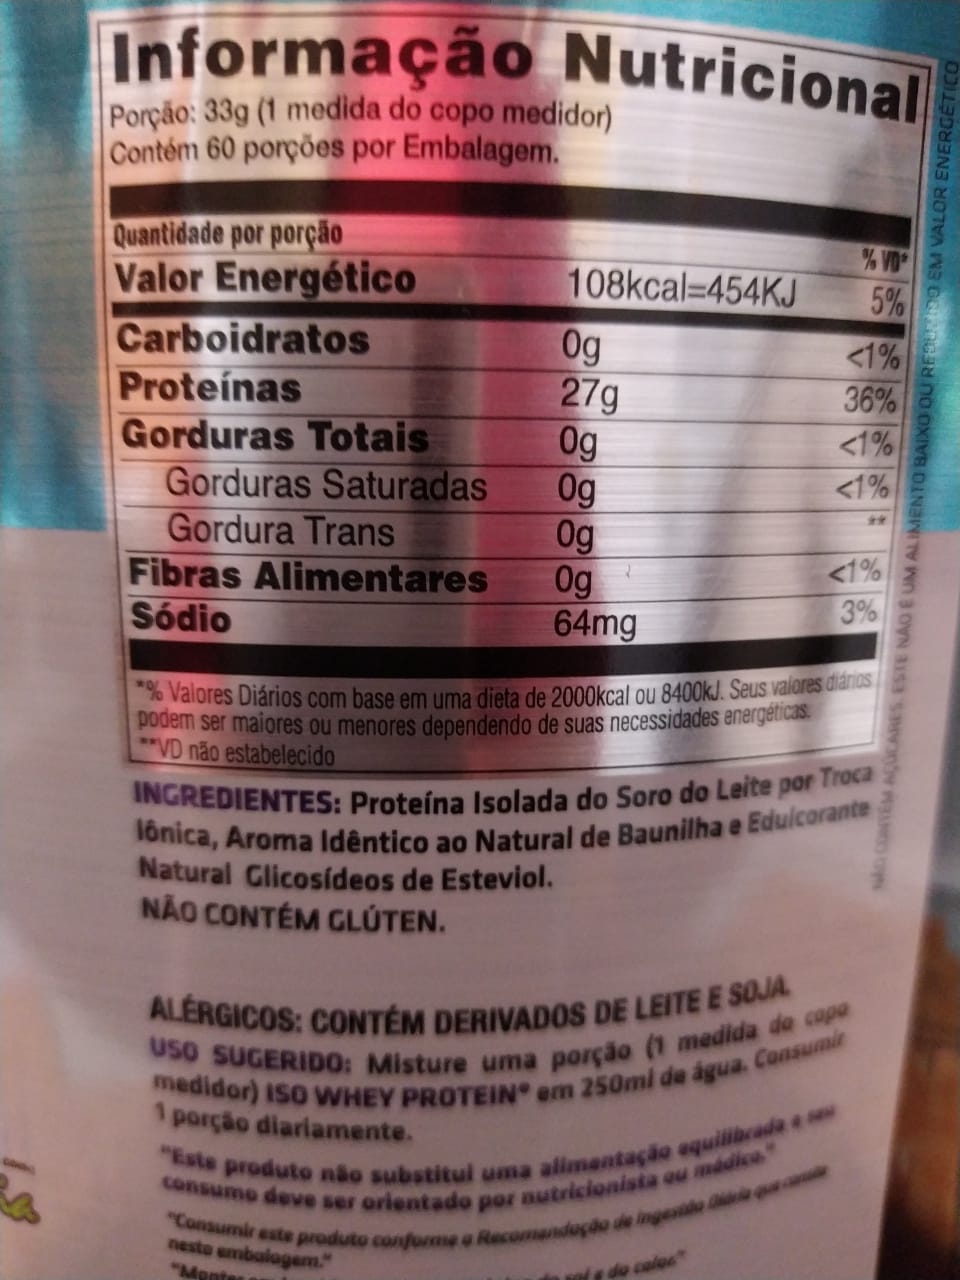 Informação Nutricional
Porção: 33g (1 medida do copo medidor)
Contém 60 porções por Embalagem.
Quantidade por porção
% VD*
Valor Energético 108kcal=454KJ 5%
Carboidratos 0g <1%
Proteínas 27g 36%
Gorduras Totais 0g <1%
Gorduras Saturadas 0g <1%
Gordura Trans 0g **
Fibras Alimentares 0g <1%
Sódio 64mg 3%
*% Valores Diários com base em uma dieta de 2000kcal ou 8400kJ. Seus valores diários
podem ser maiores ou menores dependendo de suas necessidades energéticas.
**VD não estabelecido
INGREDIENTES: Proteína Isolada do Soro do Leite por Troca
Iônica, Aroma Idêntico ao Natural de Baunilha e Edulcorante
Natural Glicosídeos de Esteviol.
NÃO CONTÉM GLÚTEN.
ALÉRGICOS: CONTÉM DERIVADOS DE LEITE E SOJA.
USO SUGERIDO: Misture uma porção (1 medida do copo
medidor) ISO WHEY PROTEIN® em 250ml de água. Consumir
1 porção diariamente.
"Este produto não substitui uma alimentação equilibrada e seu
consumo deve ser orientado por nutricionista ou médico."
"Consumir este produto conforme a Recomendação de Ingestão Diária que consta
nesta embalagem."
sol e do calor."
NÃO CONTÉM AÇÚCARES. ESTE NÃO É UM ALIMENTO BAIXO OU REDUZIDO EM VALOR ENERGÉTICO